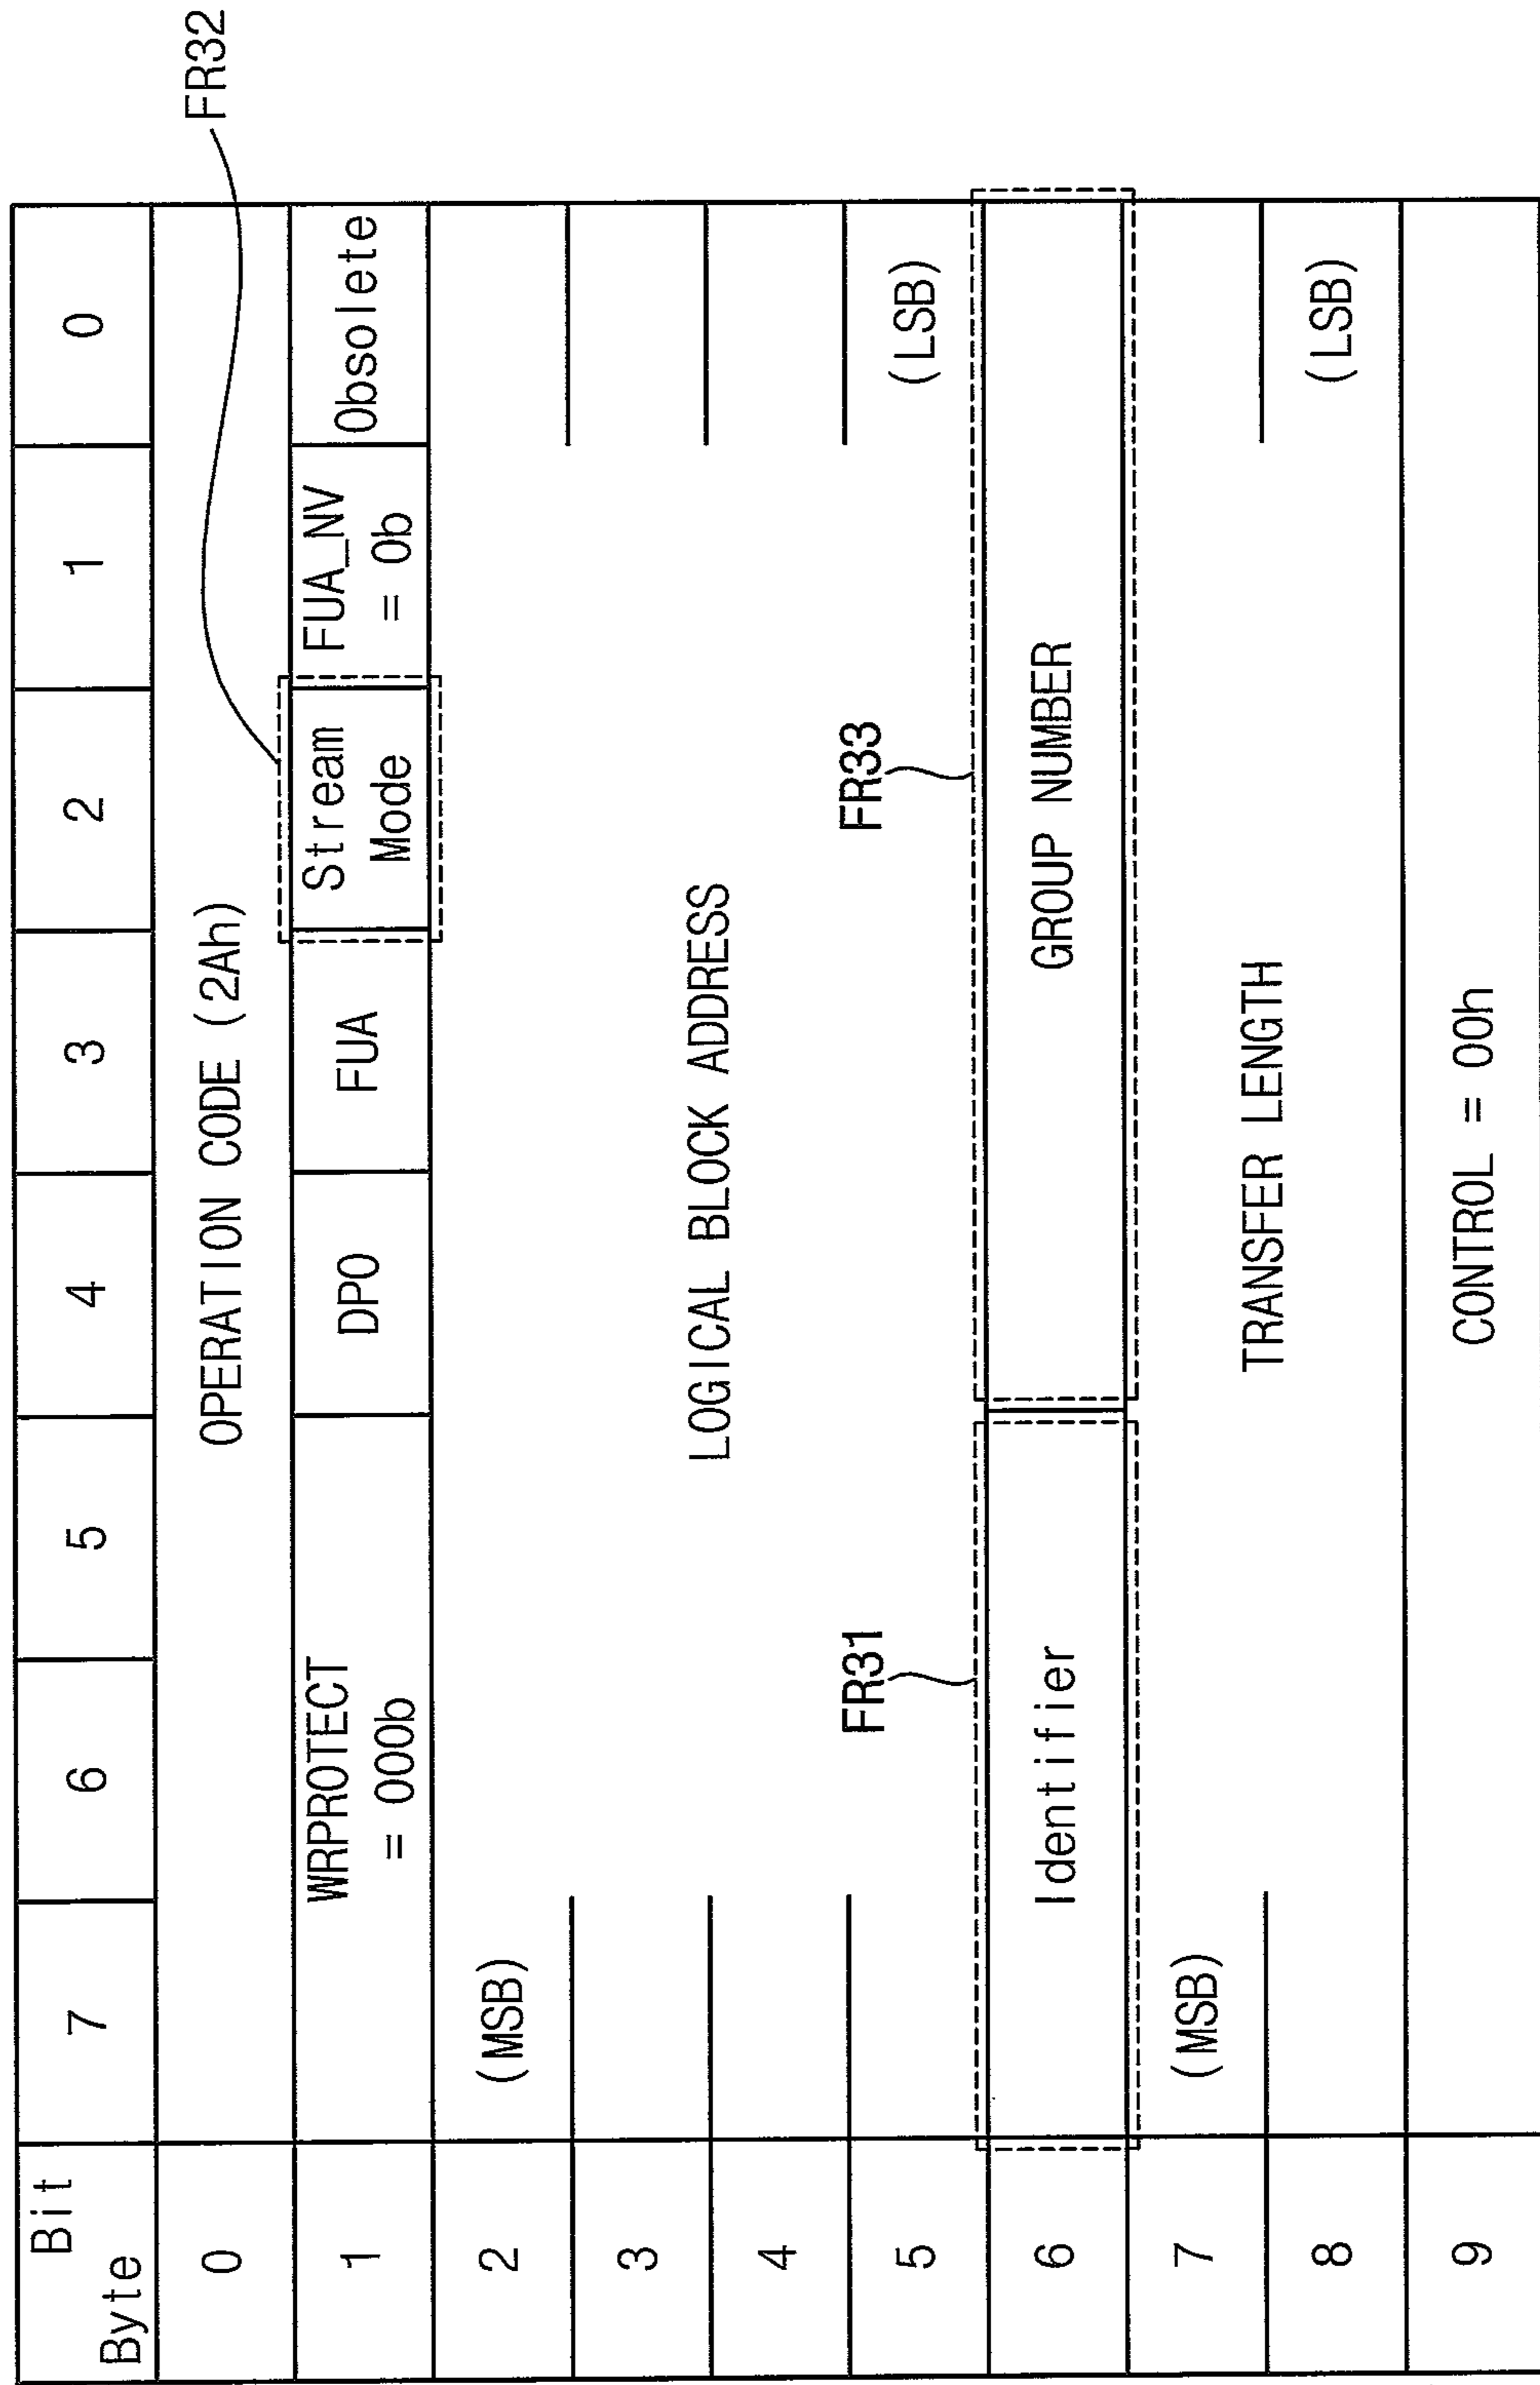 FR32
Bit 7 6 5 4 3 2 1 0
Byte
0 OPERATION CODE (2Ah)
1 WRPROTECT = 000b DPO FUA Stream Mode FUA_NV = 0b Obsolete
2 (MSB)
3
LOGICAL BLOCK ADDRESS
4
FR31 FR33
5 (LSB)
6 Identifier GROUP NUMBER
7 (MSB)
TRANSFER LENGTH
8 (LSB)
9 CONTROL = 00h